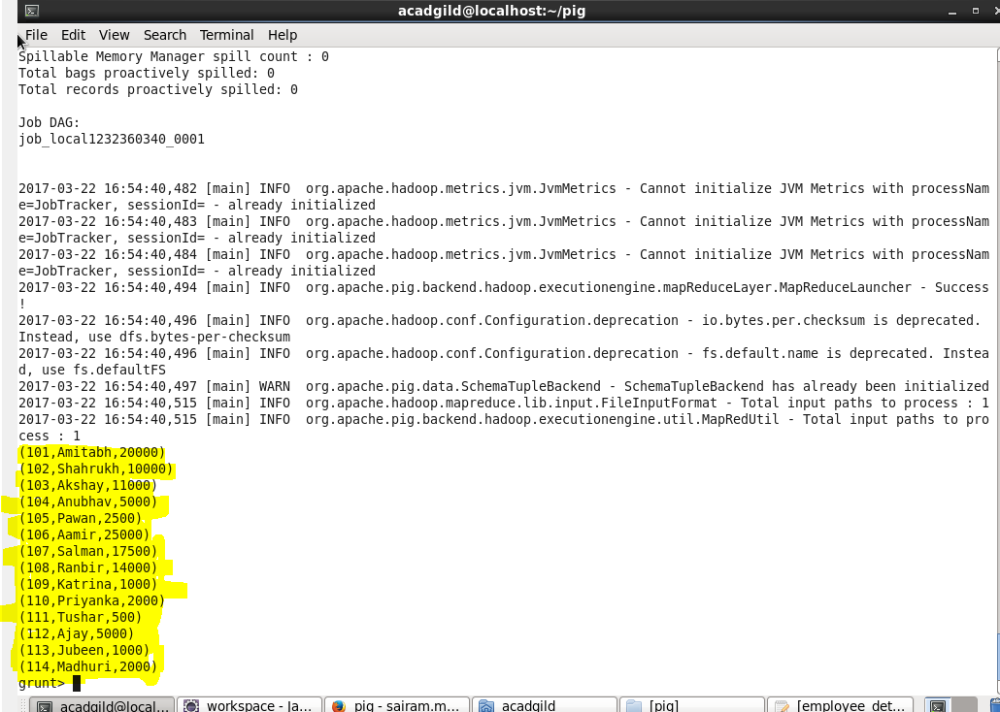 acadgild@localhost:~/pig
File Edit View Search Terminal Help
Spillable Memory Manager spill count : 0
Total bags proactively spilled: 0
Total records proactively spilled: 0
Job DAG:
job_local1232360340_0001
2017-03-22 16:54:40,482 [main] INFO  org.apache.hadoop.metrics.jvm.JvmMetrics - Cannot initialize JVM Metrics with processNam
e=JobTracker, sessionId= - already initialized
2017-03-22 16:54:40,483 [main] INFO  org.apache.hadoop.metrics.jvm.JvmMetrics - Cannot initialize JVM Metrics with processNam
e=JobTracker, sessionId= - already initialized
2017-03-22 16:54:40,484 [main] INFO  org.apache.hadoop.metrics.jvm.JvmMetrics - Cannot initialize JVM Metrics with processNam
e=JobTracker, sessionId= - already initialized
2017-03-22 16:54:40,494 [main] INFO  org.apache.pig.backend.hadoop.executionengine.mapReduceLayer.MapReduceLauncher - Success
!
2017-03-22 16:54:40,496 [main] INFO  org.apache.hadoop.conf.Configuration.deprecation - io.bytes.per.checksum is deprecated.
Instead, use dfs.bytes-per-checksum
2017-03-22 16:54:40,496 [main] INFO  org.apache.hadoop.conf.Configuration.deprecation - fs.default.name is deprecated. Instea
d, use fs.defaultFS
2017-03-22 16:54:40,497 [main] WARN  org.apache.pig.data.SchemaTupleBackend - SchemaTupleBackend has already been initialized
2017-03-22 16:54:40,515 [main] INFO  org.apache.hadoop.mapreduce.lib.input.FileInputFormat - Total input paths to process : 1
2017-03-22 16:54:40,515 [main] INFO  org.apache.pig.backend.hadoop.executionengine.util.MapRedUtil - Total input paths to pro
cess : 1
(101,Amitabh,20000)
(102,Shahrukh,10000)
(103,Akshay,11000)
(104,Anubhav,5000)
(105,Pawan,2500)
(106,Aamir,25000)
(107,Salman,17500)
(108,Ranbir,14000)
(109,Katrina,1000)
(110,Priyanka,2000)
(111,Tushar,500)
(112,Ajay,5000)
(113,Jubeen,1000)
(114,Madhuri,2000)
grunt>
acadgild@local... workspace - Ja... pig - sairam.m... acadgild [pig] [employee_det...